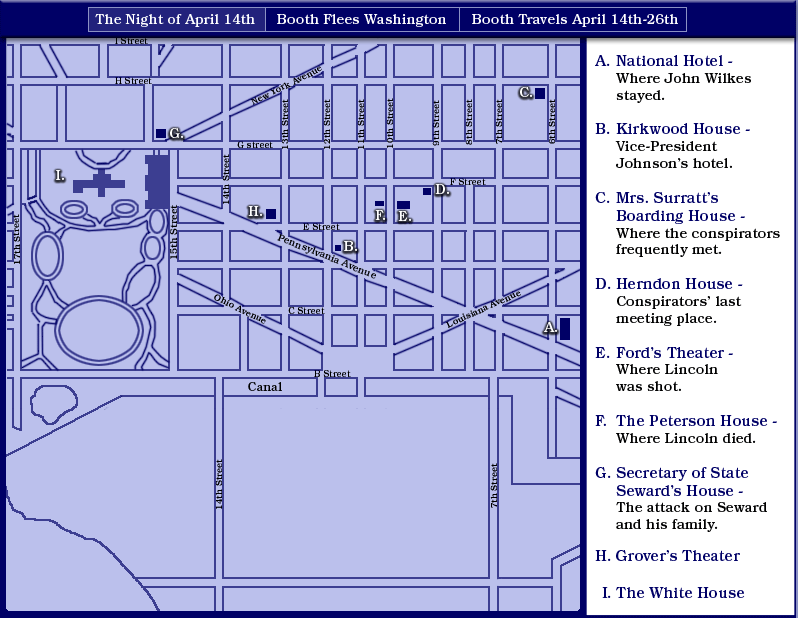 The Night of April 14th
Booth Flees Washington
Booth Travels April 14th-26th
I Street
H Street
New York Avenue
C.
G.
13th Street
12th Street
11th Street
10th Street
9th Street
8th Street
7th Street
6th Street
G street
I.
14th Street
F Street
D.
H.
F.
E.
17th Street
15th Street
E Street
B.
Pennsylvania Avenue
Ohio Avenue
C Street
Louisiana Avenue
A.
B Street
Canal
14th Street
7th Street
A. National Hotel -
Where John Wilkes
stayed.
B. Kirkwood House -
Vice-President
Johnson's hotel.
C. Mrs. Surratt's
Boarding House -
Where the conspirators
frequently met.
D. Herndon House -
Conspirators' last
meeting place.
E. Ford's Theater -
Where Lincoln
was shot.
F. The Peterson House -
Where Lincoln died.
G. Secretary of State
Seward's House -
The attack on Seward
and his family.
H. Grover's Theater
I. The White House